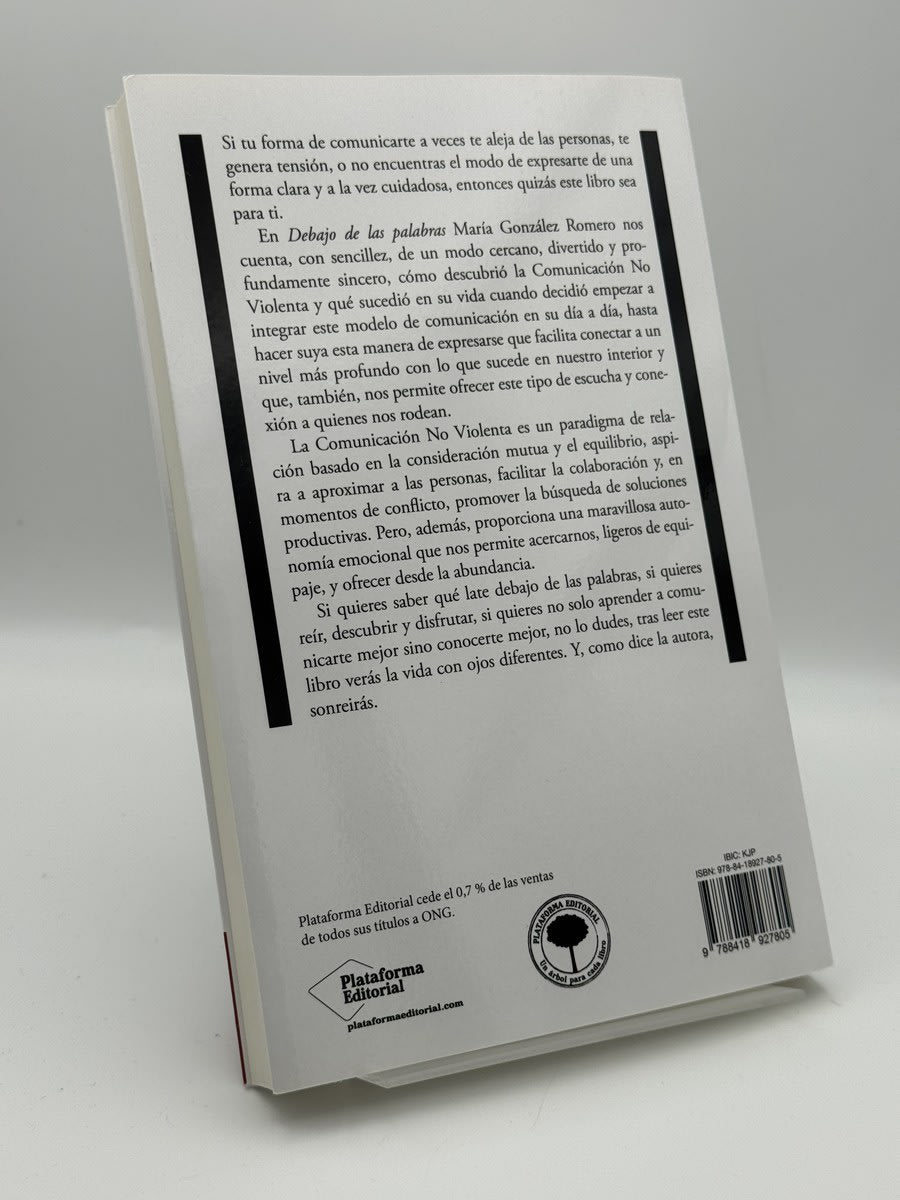 Si tu forma de comunicarte a veces te aleja de las personas, te
genera tensión, o no encuentras el modo de expresarte de una
forma clara y a la vez cuidadosa, entonces quizás este libro sea
para ti.
En Debajo de las palabras María González Romero nos
cuenta, con sencillez, de un modo cercano, divertido y pro-
fundamente sincero, cómo descubrió la Comunicación No
Violenta y qué sucedió en su vida cuando decidió empezar a
integrar este modelo de comunicación en su día a día, hasta
hacer suya esta manera de expresarse que facilita conectar a un
nivel más profundo con lo que sucede en nuestro interior y
que, también, nos permite ofrecer este tipo de escucha y cone-
xión a quienes nos rodean.
La Comunicación No Violenta es un paradigma de rela-
ción basado en la consideración mutua y el equilibrio, aspi-
ra a aproximar a las personas, facilitar la colaboración y, en
momentos de conflicto, promover la búsqueda de soluciones
productivas. Pero, además, proporciona una maravillosa auto-
nomía emocional que nos permite acercarnos, ligeros de equi-
paje, y ofrecer desde la abundancia.
Si quieres saber qué late debajo de las palabras, si quieres
reír, descubrir y disfrutar, si quieres no solo aprender a comu-
nicarte mejor sino conocerte mejor, no lo dudes, tras leer este
libro verás la vida con ojos diferentes. Y, como dice la autora,
sonreirás.
Plataforma Editorial cede el 0,7 % de las ventas
de todos sus títulos a ONG.
Plataforma
Editorial
plataformaeditorial.com
PLATAFORMA EDITORIAL
Un árbol para cada libro
IBIC: KJP
ISBN: 978-84-18927-80-5
9 788418 927805